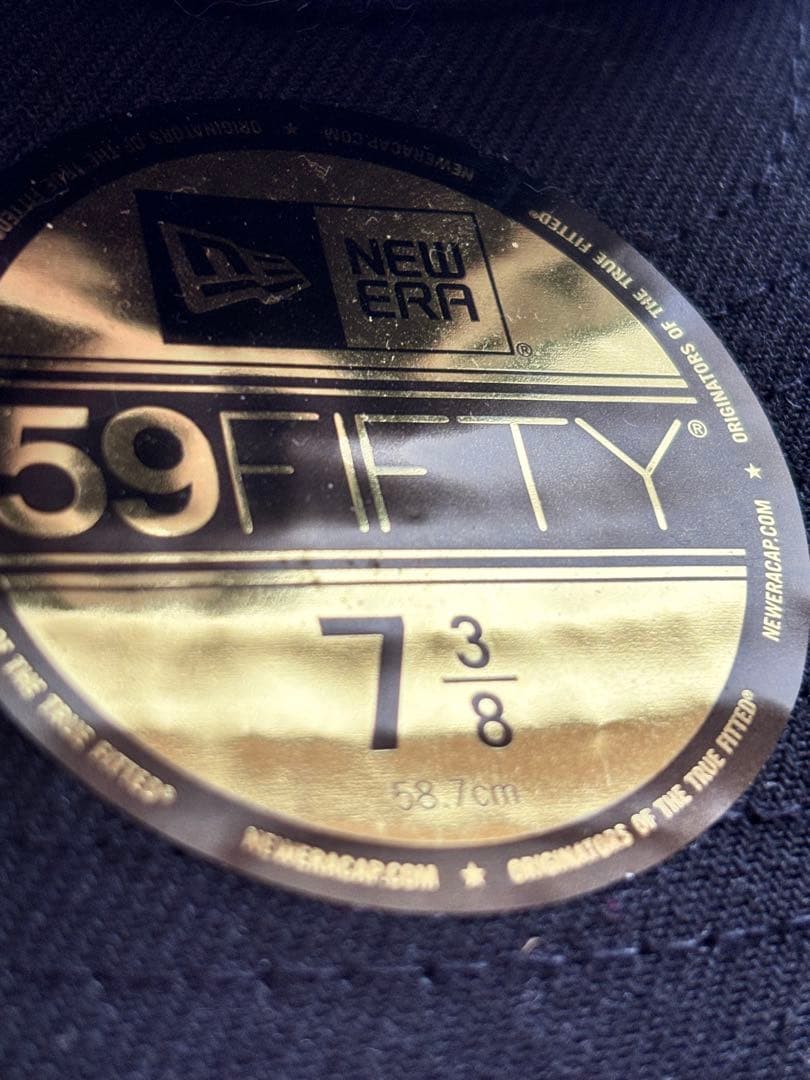 NEW
ERA
®
59FIFTY®
7 3/8
58.7cm
ORIGINATORS OF THE TRUE FITTED
★
NEWERACAP.COM
ORIGINATORS OF THE TRUE FITTED®
★
NEWERACAP.COM
ORIGINATORS OF THE TRUE FITTED®
★
NEWERACAP.COM
OF THE TRUE FITTED®